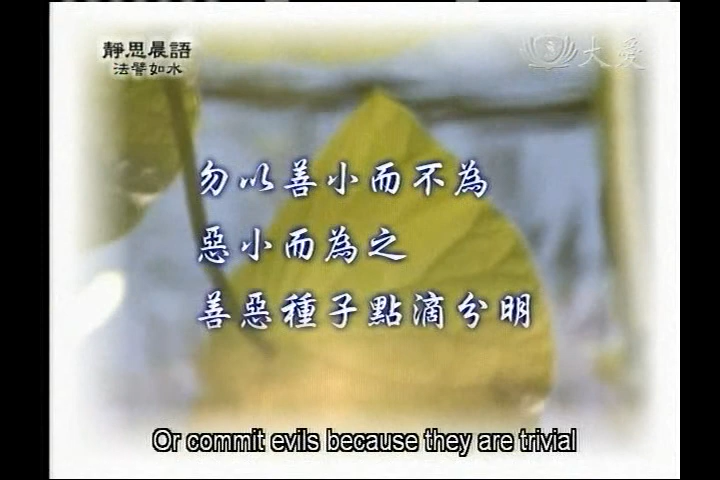 靜思晨語
法譬如水
大愛
勿以善小而不為
惡小而為之
善惡種子點滴分明
Or commit evils because they are trivial